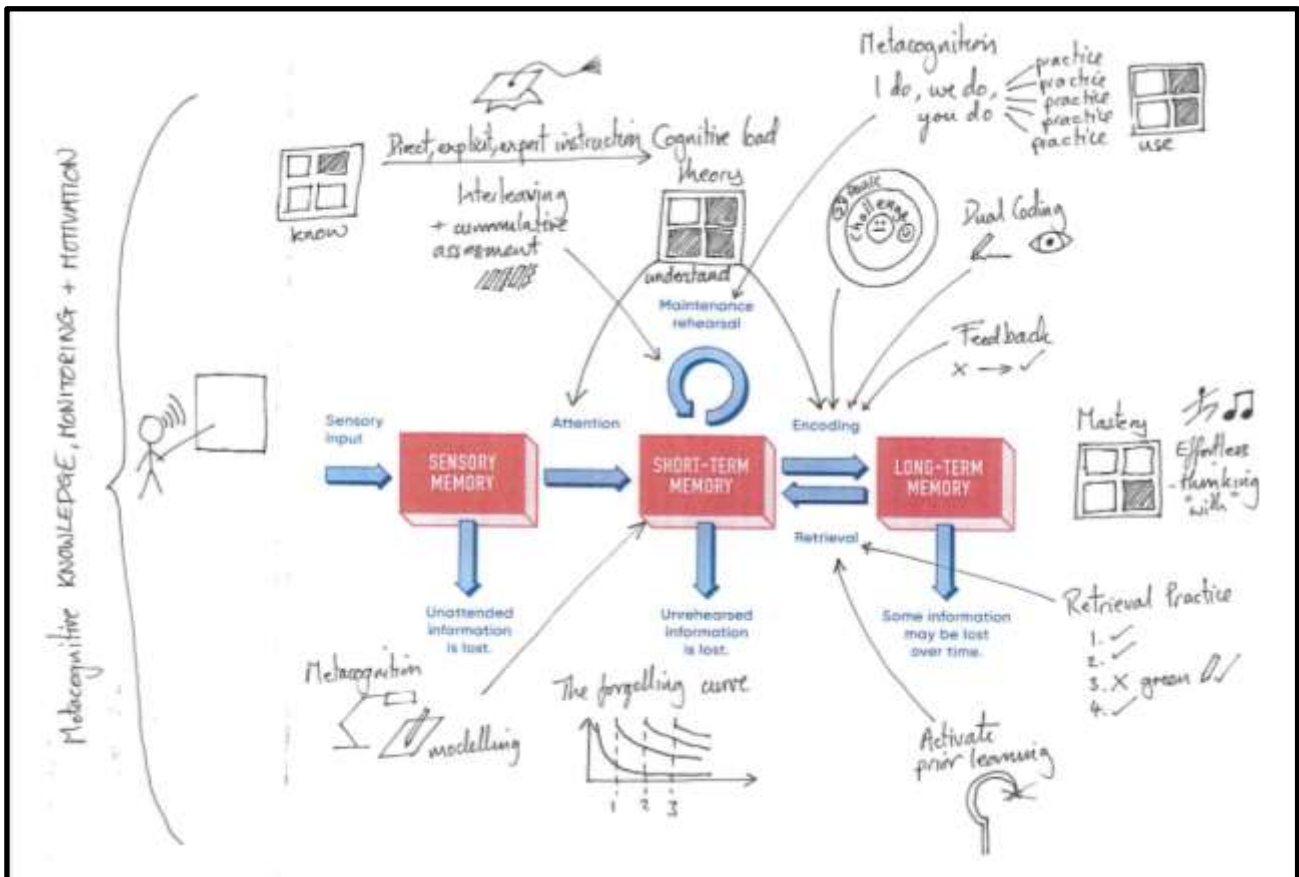 Metacognitive KNOWLEDGE, MONITORING + MOTIVATION
know
Direct, explicit, expert instruction
Cognitive load
theory
understand
Interleaving
+ cummulative
assessment
Metacognition
I do, we do,
you do
practice
practice
practice
practice
practice
use
Panic
Challenge
Dual Coding
Feedback
X → ✓
Maintenance
rehearsal
Sensory
input
Attention
Encoding
SENSORY
MEMORY
SHORT-TERM
MEMORY
LONG-TERM
MEMORY
Retrieval
Mastery
Effortless
thinking
"with"
Unattended
information
is lost.
Unrehearsed
information
is lost.
Some information
may be lost
over time.
Retrieval Practice
1. ✓
2. ✓
3. X green ✓
4. ✓
Metacognition
modelling
The forgetting curve
1 2 3
Activate
prior learning